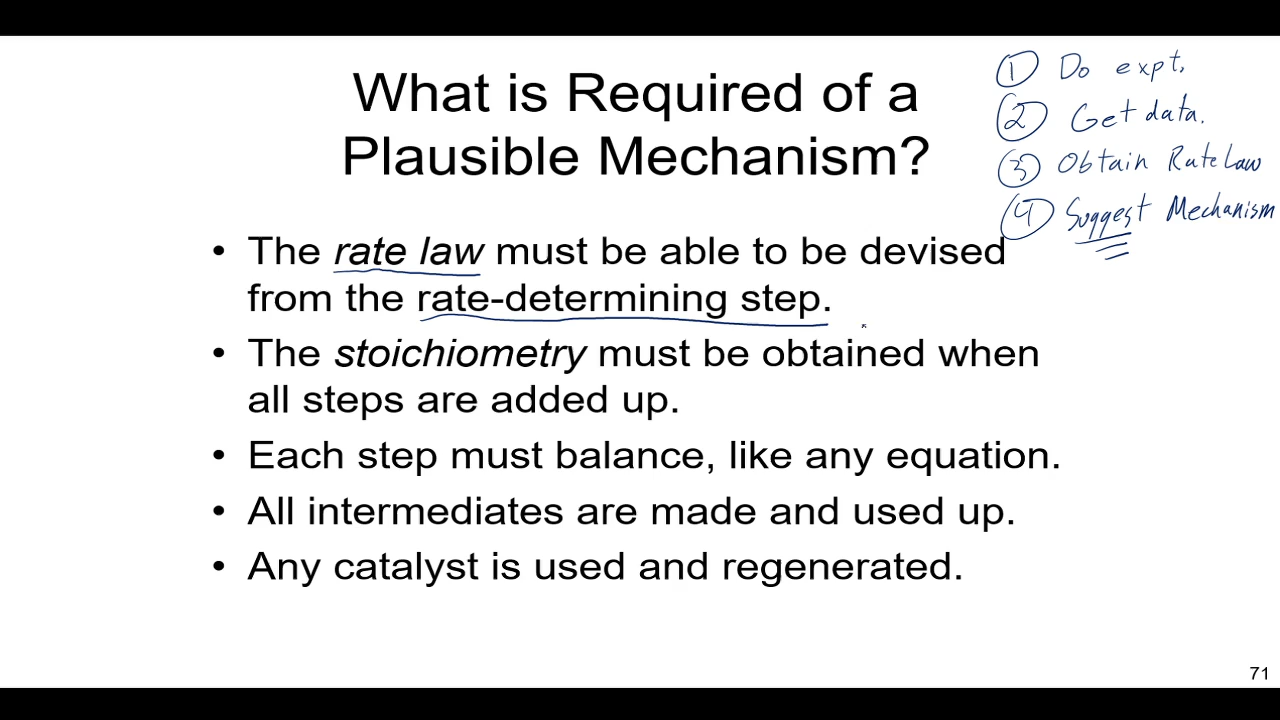 What is Required of a
Plausible Mechanism?
① Do expt.
② Get data.
③ Obtain Rate Law
④ Suggest Mechanism
• The rate law must be able to be devised
from the rate-determining step.
• The stoichiometry must be obtained when
all steps are added up.
• Each step must balance, like any equation.
• All intermediates are made and used up.
• Any catalyst is used and regenerated.
71